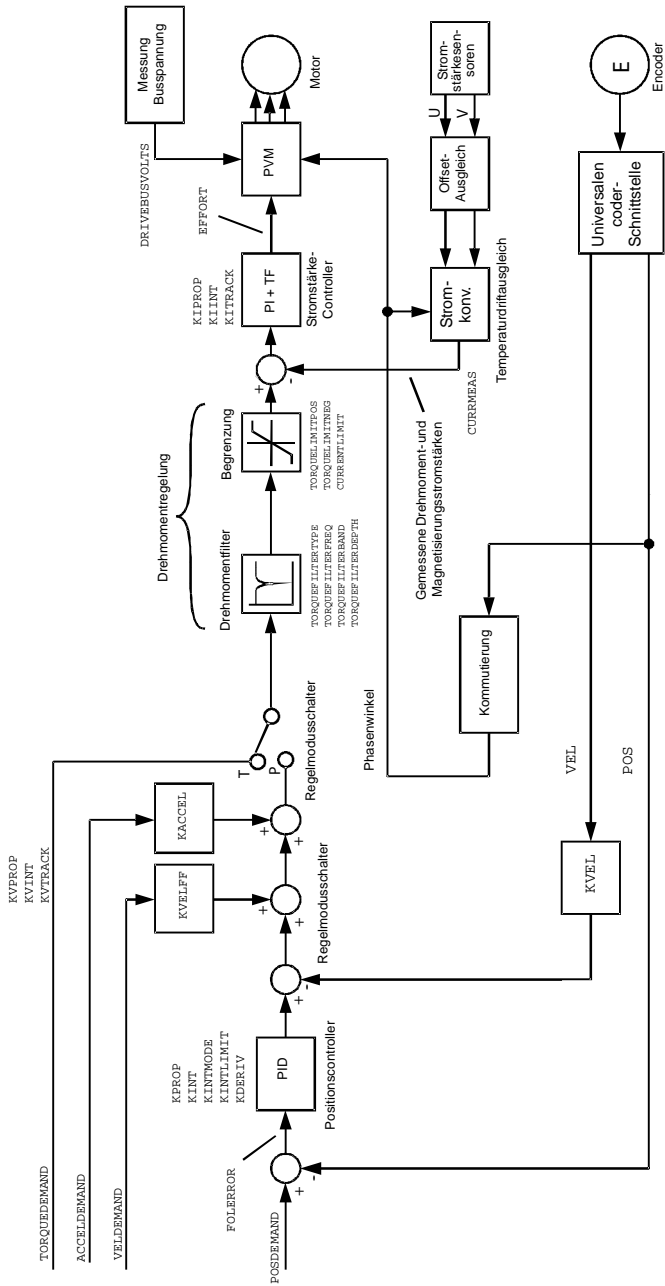 TORQUEDEMAND
ACCELDEMAND
VELDEMAND
POSDEMAND
FOLERROR
+
-
KPROP
KINT
KINTMODE
KINTLIMIT
KDERIV
PID
Positionscontroller
+
-
KVPROP
KVINT
KVTRACK
KVELFF
KACCEL
+
+
+
+
Regelmodusschalter
T
P
Regelmodusschalter
Drehmomentregelung
Drehmomentfilter
TORQUEFILTERTYPE
TORQUEFILTERFREQ
TORQUEFILTERBAND
TORQUEFILTERDEPTH
Begrenzung
TORQUELIMITPOS
TORQUELIMITNEG
CURRENTLIMIT
+
-
KIPROP
KIINT
KITRACK
PI + TF
Stromstärke-
Controller
EFFORT
DRIVEBUSVOLTS
Messung
Busspannung
PVM
Motor
Phasenwinkel
Gemessene Drehmoment-und
Magnetisierungsstromstärken
CURRMEAS
Strom-
konv.
Temperaturdriftausgleich
Offset-
Ausgleich
U
V
Strom-
stärkesen-
soren
Kommutierung
KVEL
VEL
POS
Universalen
coder-
Schnittstelle
E
Encoder